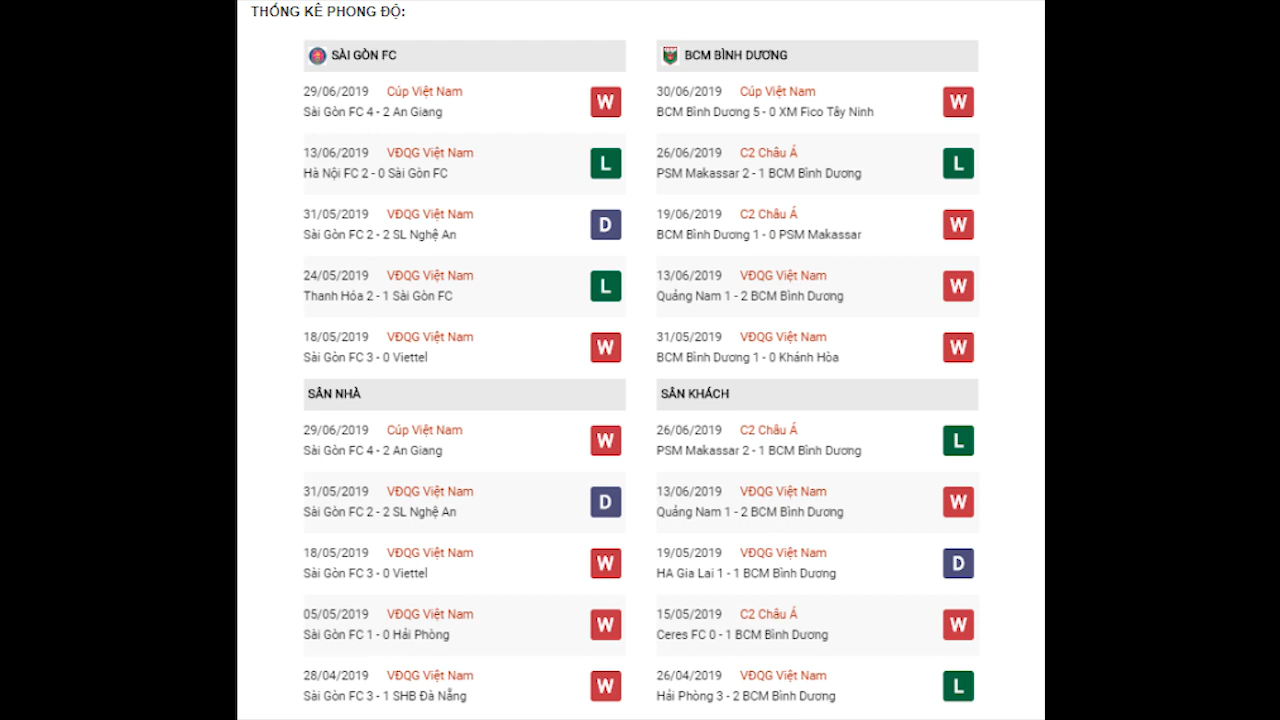 THỐNG KÊ PHONG ĐỘ:
SÀI GÒN FC
29/06/2019 Cúp Việt Nam
Sài Gòn FC 4 - 2 An Giang
W
13/06/2019 VĐQG Việt Nam
Hà Nội FC 2 - 0 Sài Gòn FC
L
31/05/2019 VĐQG Việt Nam
Sài Gòn FC 2 - 2 SL Nghệ An
D
24/05/2019 VĐQG Việt Nam
Thanh Hóa 2 - 1 Sài Gòn FC
L
18/05/2019 VĐQG Việt Nam
Sài Gòn FC 3 - 0 Viettel
W
SÂN NHÀ
29/06/2019 Cúp Việt Nam
Sài Gòn FC 4 - 2 An Giang
W
31/05/2019 VĐQG Việt Nam
Sài Gòn FC 2 - 2 SL Nghệ An
D
18/05/2019 VĐQG Việt Nam
Sài Gòn FC 3 - 0 Viettel
W
05/05/2019 VĐQG Việt Nam
Sài Gòn FC 1 - 0 Hải Phòng
W
28/04/2019 VĐQG Việt Nam
Sài Gòn FC 3 - 1 SHB Đà Nẵng
W
BCM BÌNH DƯƠNG
30/06/2019 Cúp Việt Nam
BCM Bình Dương 5 - 0 XM Fico Tây Ninh
W
26/06/2019 C2 Châu Á
PSM Makassar 2 - 1 BCM Bình Dương
L
19/06/2019 C2 Châu Á
BCM Bình Dương 1 - 0 PSM Makassar
W
13/06/2019 VĐQG Việt Nam
Quảng Nam 1 - 2 BCM Bình Dương
W
31/05/2019 VĐQG Việt Nam
BCM Bình Dương 1 - 0 Khánh Hòa
W
SÂN KHÁCH
26/06/2019 C2 Châu Á
PSM Makassar 2 - 1 BCM Bình Dương
L
13/06/2019 VĐQG Việt Nam
Quảng Nam 1 - 2 BCM Bình Dương
W
19/05/2019 VĐQG Việt Nam
HA Gia Lai 1 - 1 BCM Bình Dương
D
15/05/2019 C2 Châu Á
Ceres FC 0 - 1 BCM Bình Dương
W
26/04/2019 VĐQG Việt Nam
Hải Phòng 3 - 2 BCM Bình Dương
L